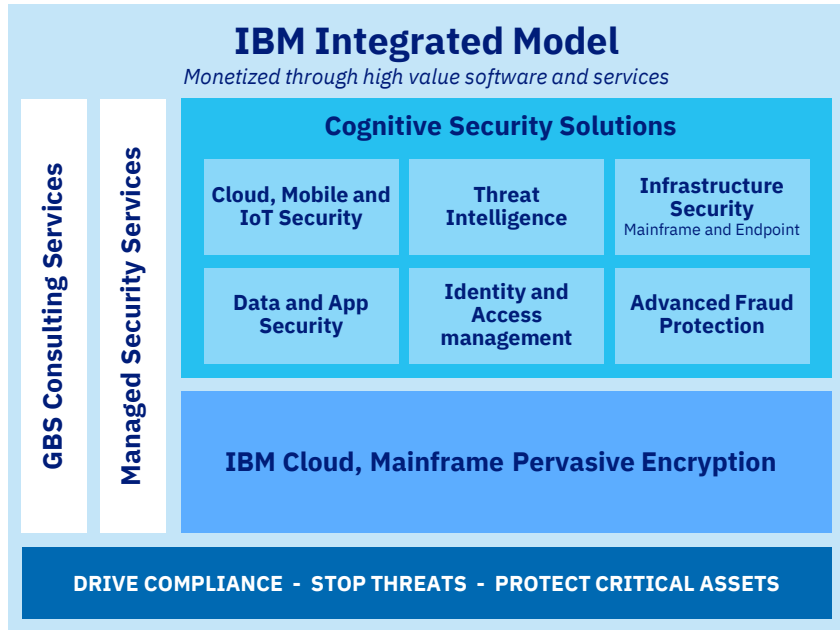 IBM Integrated Model
Monetized through high value software and services
GBS Consulting Services
Managed Security Services
Cognitive Security Solutions
Cloud, Mobile and
IoT Security
Threat
Intelligence
Infrastructure
Security
Mainframe and Endpoint
Data and App
Security
Identity and
Access
management
Advanced Fraud
Protection
IBM Cloud, Mainframe Pervasive Encryption
DRIVE COMPLIANCE - STOP THREATS - PROTECT CRITICAL ASSETS